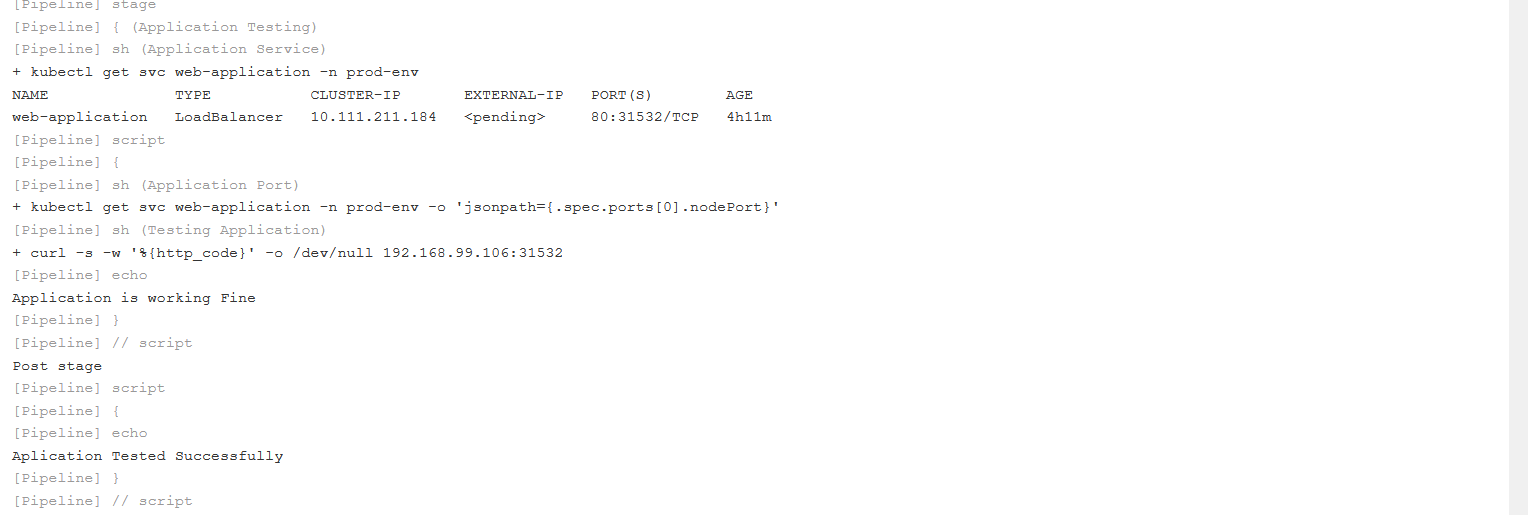 [Pipeline] stage
[Pipeline] { (Application Testing)
[Pipeline] sh (Application Service)
+ kubectl get svc web-application -n prod-env
NAME TYPE CLUSTER-IP EXTERNAL-IP PORT(S) AGE
web-application LoadBalancer 10.111.211.184 <pending> 80:31532/TCP 4h11m
[Pipeline] script
[Pipeline] {
[Pipeline] sh (Application Port)
+ kubectl get svc web-application -n prod-env -o 'jsonpath={.spec.ports[0].nodePort}'
[Pipeline] sh (Testing Application)
+ curl -s -w '%{http_code}' -o /dev/null 192.168.99.106:31532
[Pipeline] echo
Application is working Fine
[Pipeline] }
[Pipeline] // script
Post stage
[Pipeline] script
[Pipeline] {
[Pipeline] echo
Aplication Tested Successfully
[Pipeline] }
[Pipeline] // script